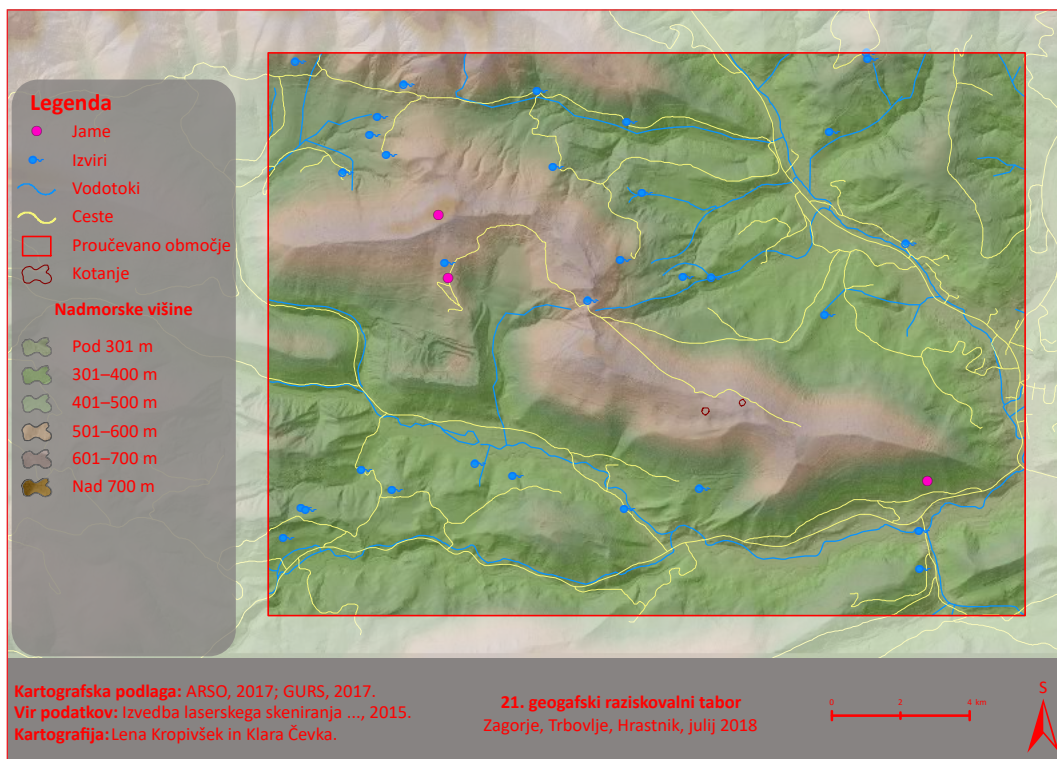 Legenda
Jame
Izviri
Vodotoki
Ceste
Proučevano območje
Kotanje
Nadmorske višine
Pod 301 m
301–400 m
401–500 m
501–600 m
601–700 m
Nad 700 m
Kartografska podlaga: ARSO, 2017; GURS, 2017.
Vir podatkov: Izvedba laserskega skeniranja ..., 2015.
Kartografija: Lena Kropivšek in Klara Čevka.
21. geogafski raziskovalni tabor
Zagorje, Trbovlje, Hrastnik, julij 2018
0 2 4 km
S